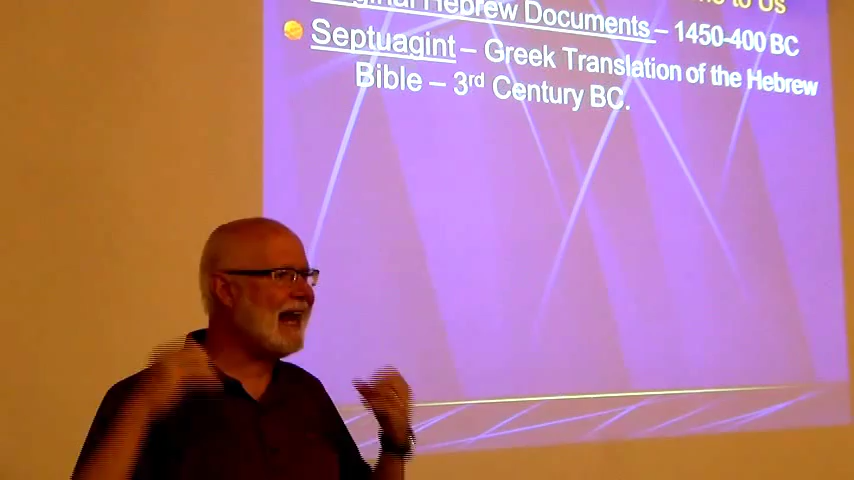 to Us
Hebrew Documents – 1450-400 BC
Septuagint – Greek Translation of the Hebrew
Bible – 3rd Century BC.